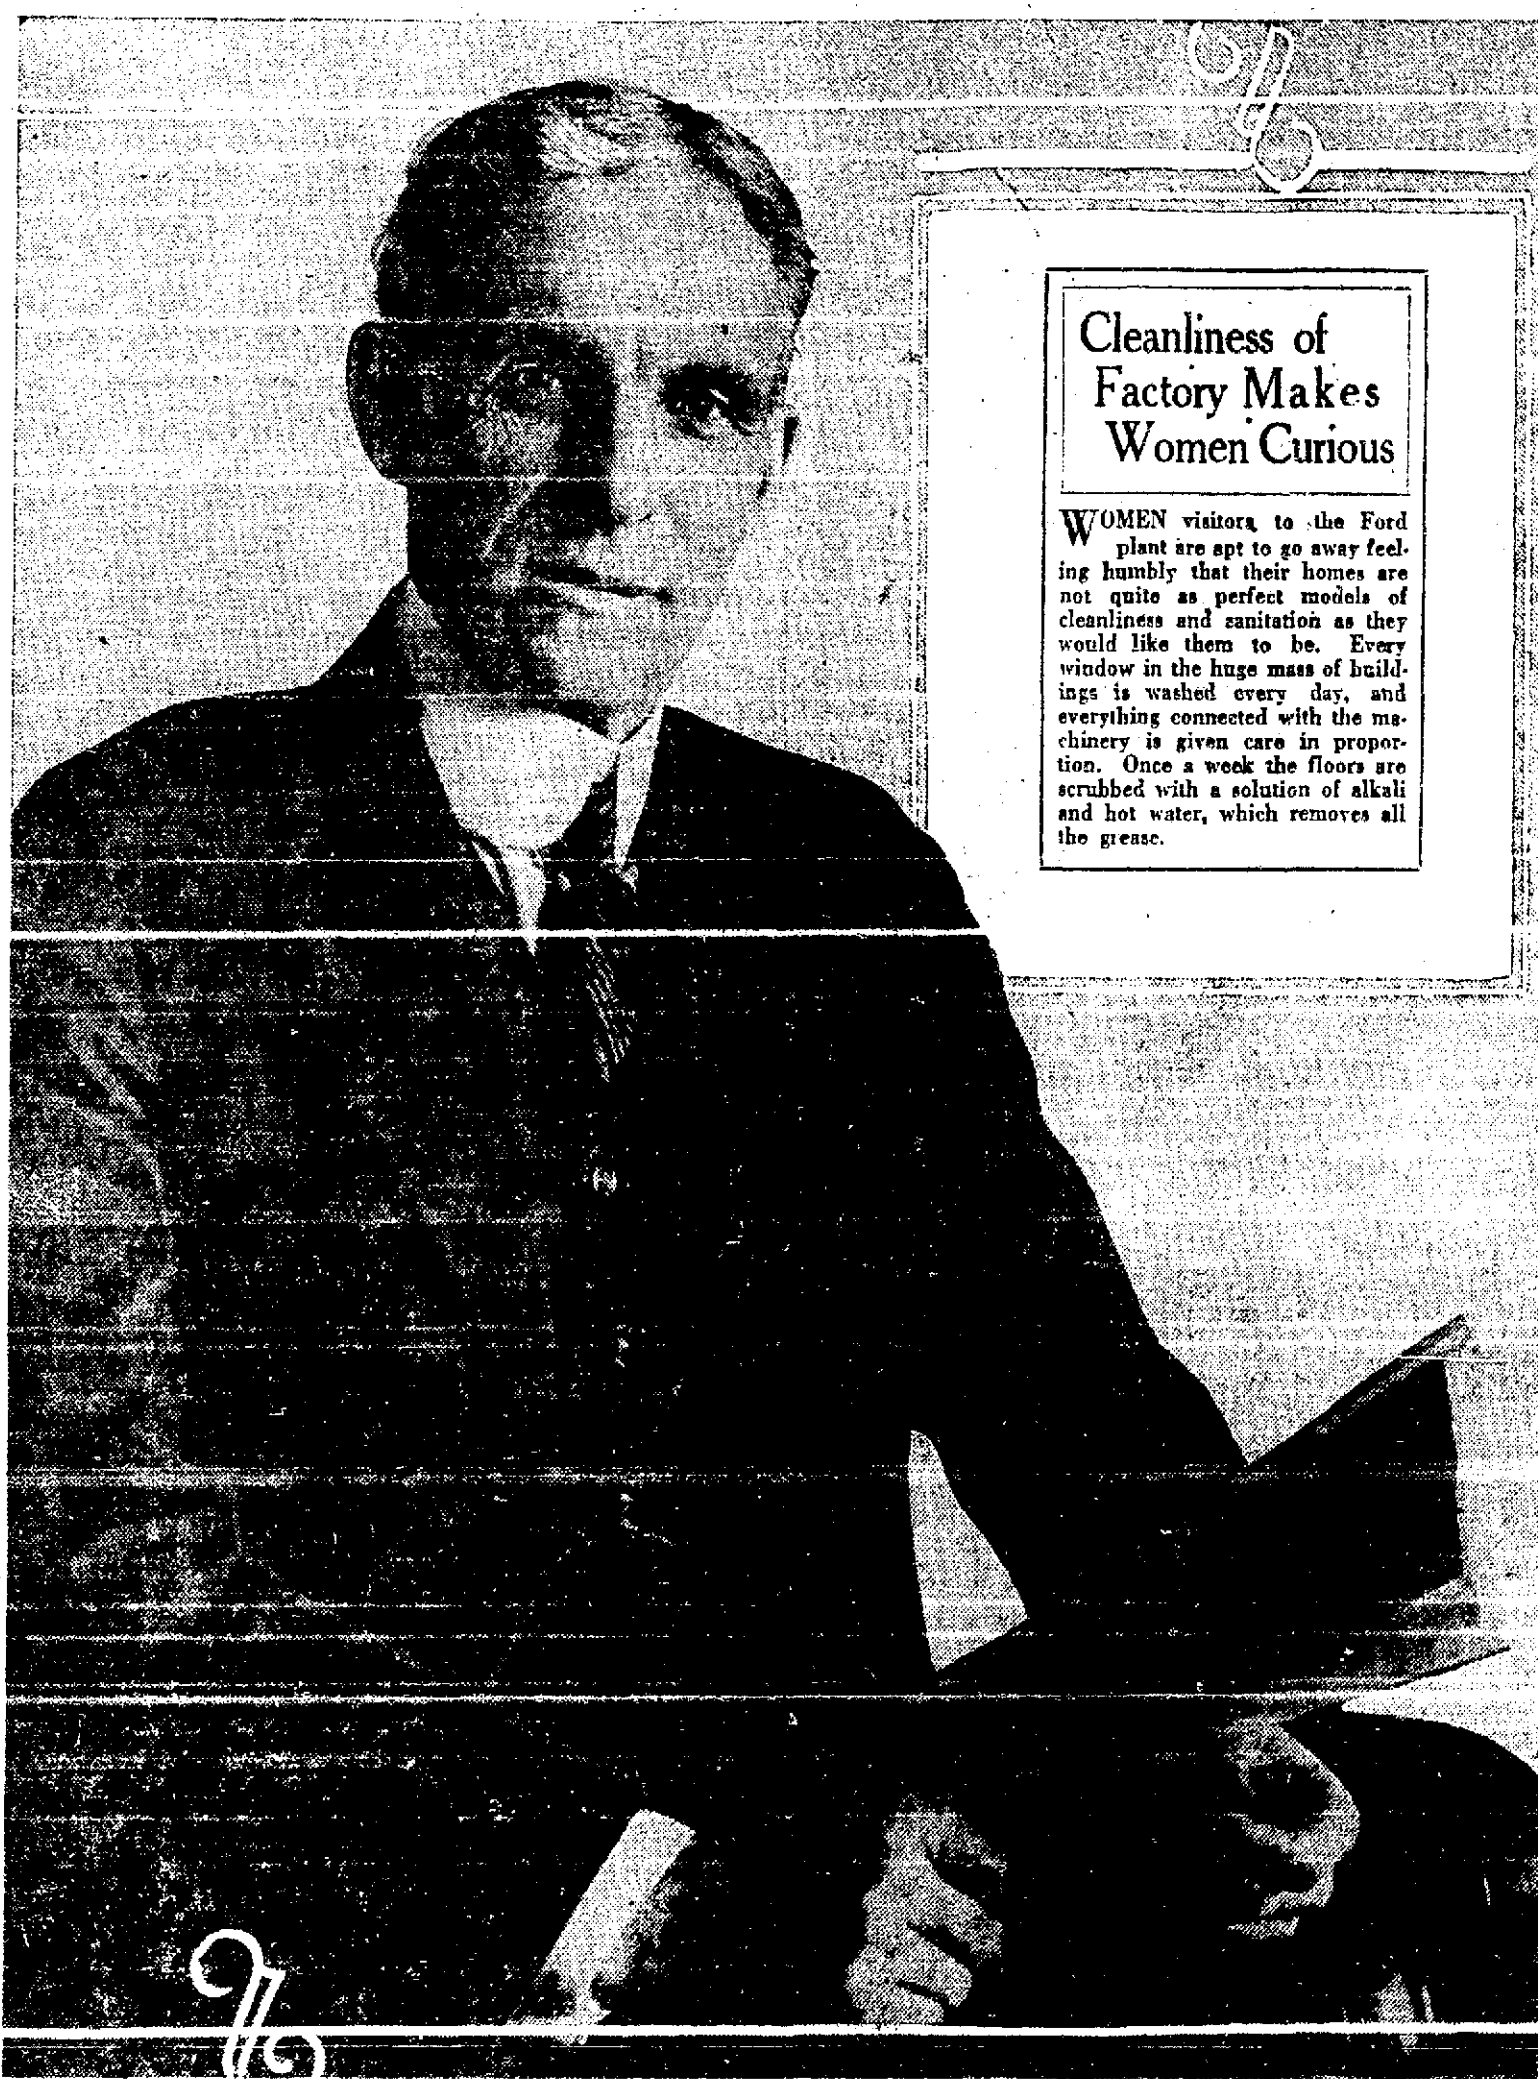 Cleanliness of
Factory Makes
Women Curious
WOMEN visitors to the Ford
plant are apt to go away feel-
ing humbly that their homes are
not quite as perfect models of
cleanliness and sanitation as they
would like them to be. Every
window in the huge mass of build-
ings is washed every day, and
everything connected with the ma-
chinery is given care in propor-
tion. Once a week the floors are
scrubbed with a solution of alkali
and hot water, which removes all
the grease.